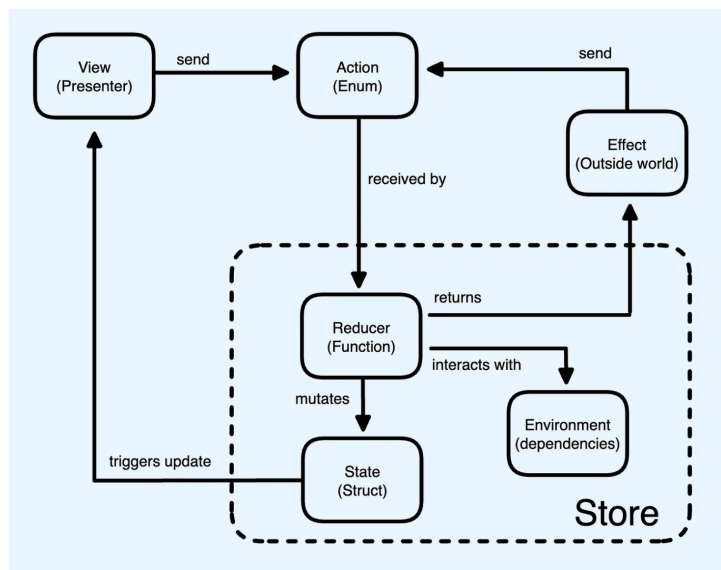 View
(Presenter)
send
Action
(Enum)
send
Effect
(Outside world)
received by
Reducer
(Function)
returns
interacts with
mutates
Environment
(dependencies)
triggers update
State
(Struct)
Store